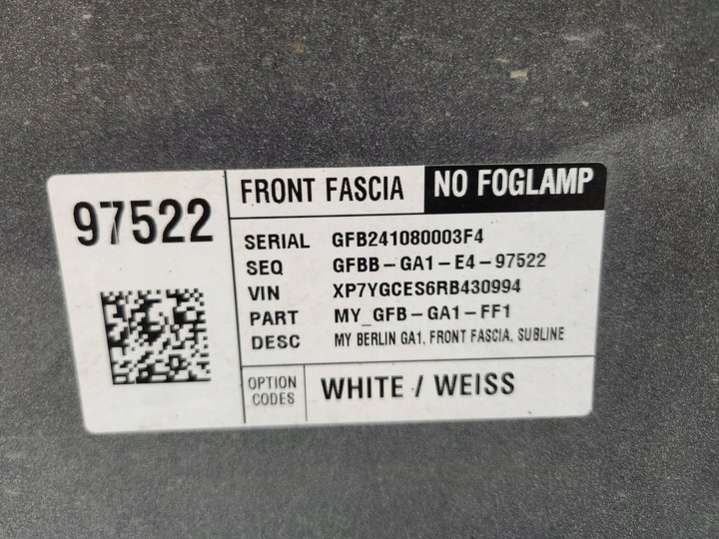 97522
FRONT FASCIA NO FOGLAMP
SERIAL GFB241080003F4
SEQ GFBB-GA1-E4-97522
VIN XP7YGCES6RB430994
PART MY_GFB-GA1-FF1
DESC MY BERLIN GA1, FRONT FASCIA, SUBLINE
OPTION CODES WHITE / WEISS